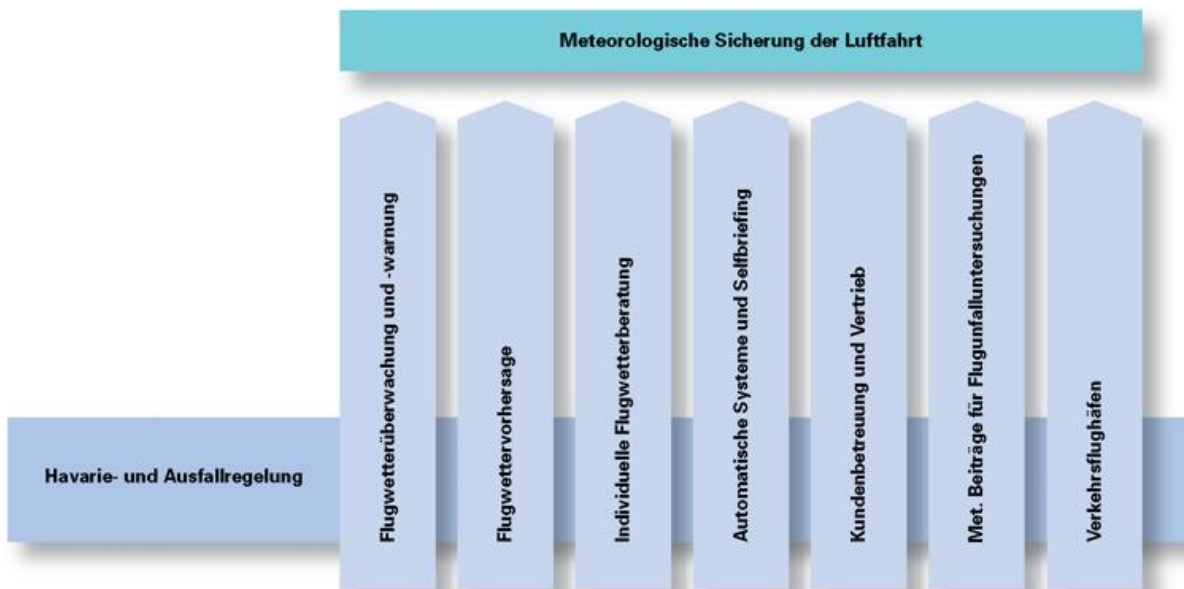 Meteorologische Sicherung der Luftfahrt
Flugwetterüberwachung und -warnung
Flugwettervorhersage
Individuelle Flugwetterberatung
Automatische Systeme und Selfbriefing
Kundenbetreuung und Vertrieb
Met. Beiträge für Flugunfalluntersuchungen
Verkehrsflughäfen
Havarie- und Ausfallregelung